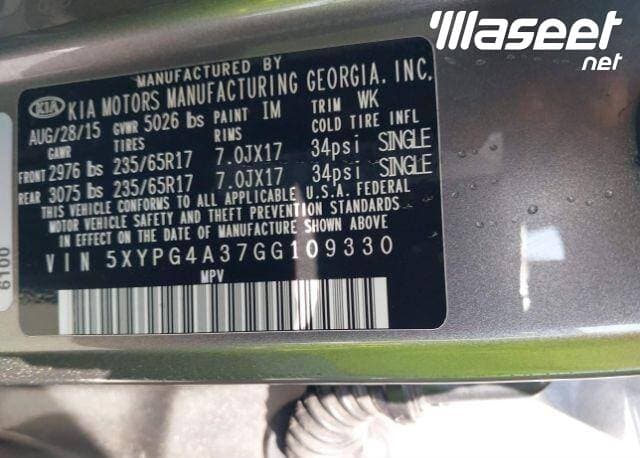 Maseet
net
MANUFACTURED BY
KIA KIA MOTORS MANUFACTURING GEORGIA, INC.
AUG/28/15 GVWR 5026 lbs PAINT IM TRIM WK
GAWR TIRES RIMS COLD TIRE INFL
FRONT 2976 lbs 235/65R17 7.0JX17 34psi SINGLE
REAR 3075 lbs 235/65R17 7.0JX17 34psi SINGLE
THIS VEHICLE CONFORMS TO ALL APPLICABLE U.S.A. FEDERAL
MOTOR VEHICLE SAFETY AND THEFT PREVENTION STANDARDS
IN EFFECT ON THE DATE OF MANUFACTURE SHOWN ABOVE
VIN 5XYPG4A37GG109330
MPV
6100